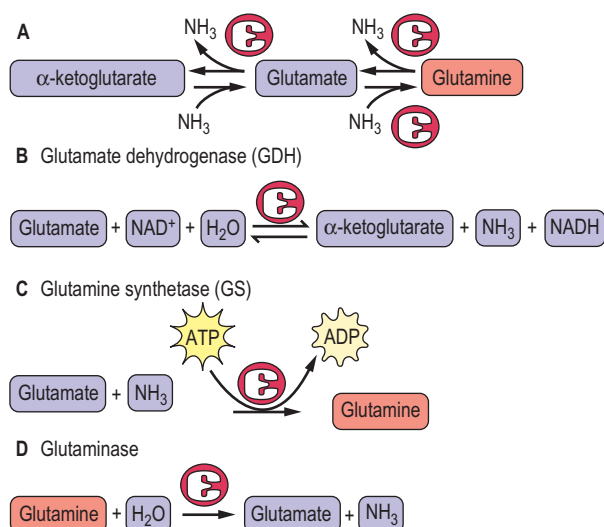 A
NH₃ NH₃
α-ketoglutarate Glutamate Glutamine
NH₃ NH₃
B Glutamate dehydrogenase (GDH)
Glutamate + NAD⁺ + H₂O α-ketoglutarate + NH₃ + NADH
C Glutamine synthetase (GS)
ATP ADP
Glutamate + NH₃
Glutamine
D Glutaminase
Glutamine + H₂O Glutamate + NH₃